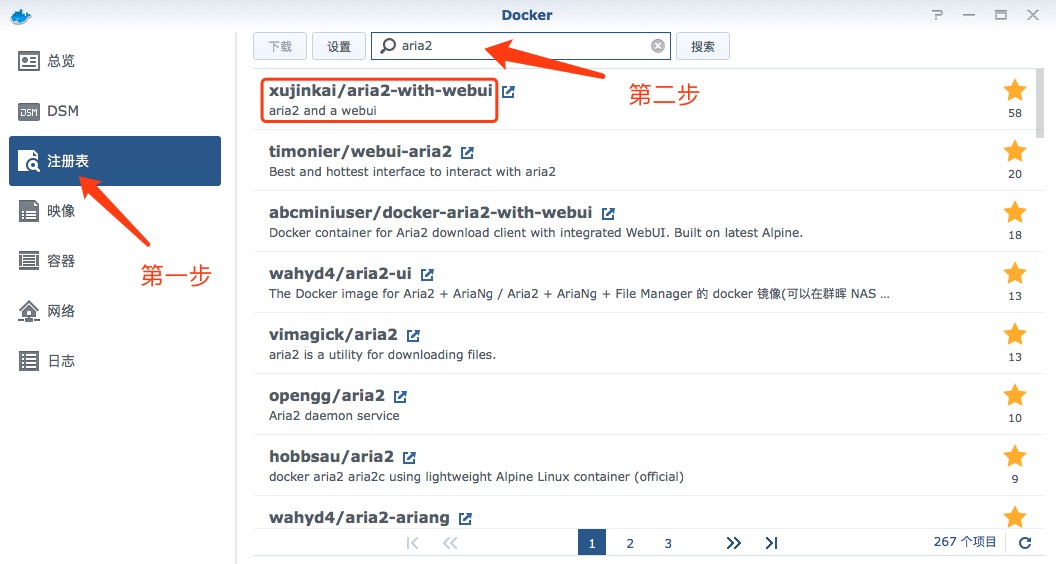 Docker
总览
DSM
DSM
注册表
映像
容器
网络
日志
第一步
下载
设置
aria2
搜索
第二步
xujinkai/aria2-with-webui
aria2 and a webui
58
timonier/webui-aria2
Best and hottest interface to interact with aria2
20
abcminiuser/docker-aria2-with-webui
Docker container for Aria2 download client with integrated WebUI. Built on latest Alpine.
18
wahyd4/aria2-ui
The Docker image for Aria2 + AriaNg / Aria2 + AriaNg + File Manager 的 docker 镜像(可以在群晖 NAS ...
13
vimagick/aria2
aria2 is a utility for downloading files.
13
opengg/aria2
Aria2 daemon service
10
hobbsau/aria2
docker aria2 aria2c using lightweight Alpine Linux container (official)
9
wahyd4/aria2-ariang
1 2 3
267 个项目